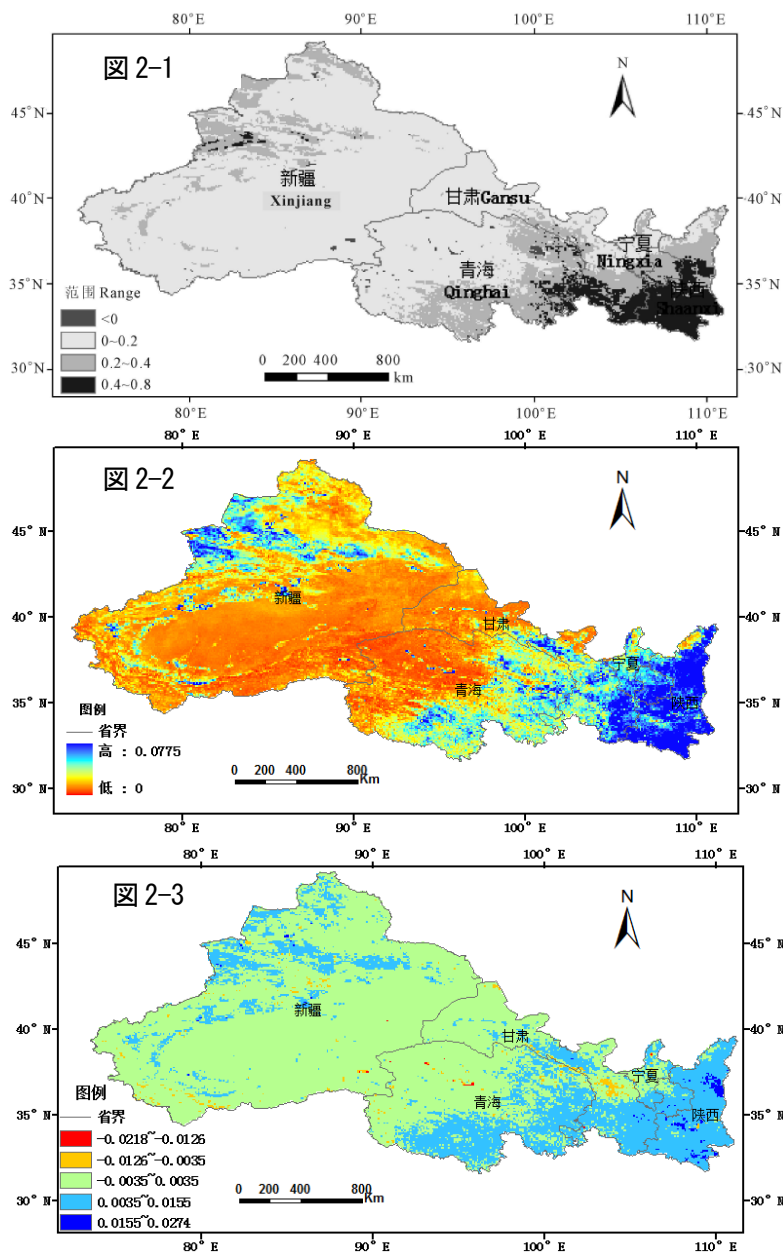 80°E 90°E 100°E 110°E
図 2-1
N
45°N 45°N
新疆
Xinjiang
甘肃Gansu
40°N 40°N
宁夏
Ningxia
青海
Qinghai
35°N 35°N
陕西
Shaanxi
范围 Range
<0
0~0.2
0.2~0.4
0.4~0.8
30°N 30°N
0 200 400 800
km
80°E 90°E 100°E 110°E
80° E 90° E 100° E 110° E
図 2-2
N
45° N 45° N
新疆
40° N 40° N
甘肃
宁夏
青海
陕西
35° N 35° N
图例
省界
高 : 0.0775
低 : 0
30° N 30° N
0 200 400 800
Km
80° E 90° E 100° E 110° E
図 2-3
N
45° N 45° N
新疆
40° N 40° N
甘肃
宁夏
青海
陕西
35° N 35° N
图例
省界
-0.0218~-0.0126
-0.0126~-0.0035
-0.0035~0.0035
0.0035~0.0155
0.0155~0.0274
30° N 30° N
0 200 400 800
Km
80° E 90° E 100° E 110° E